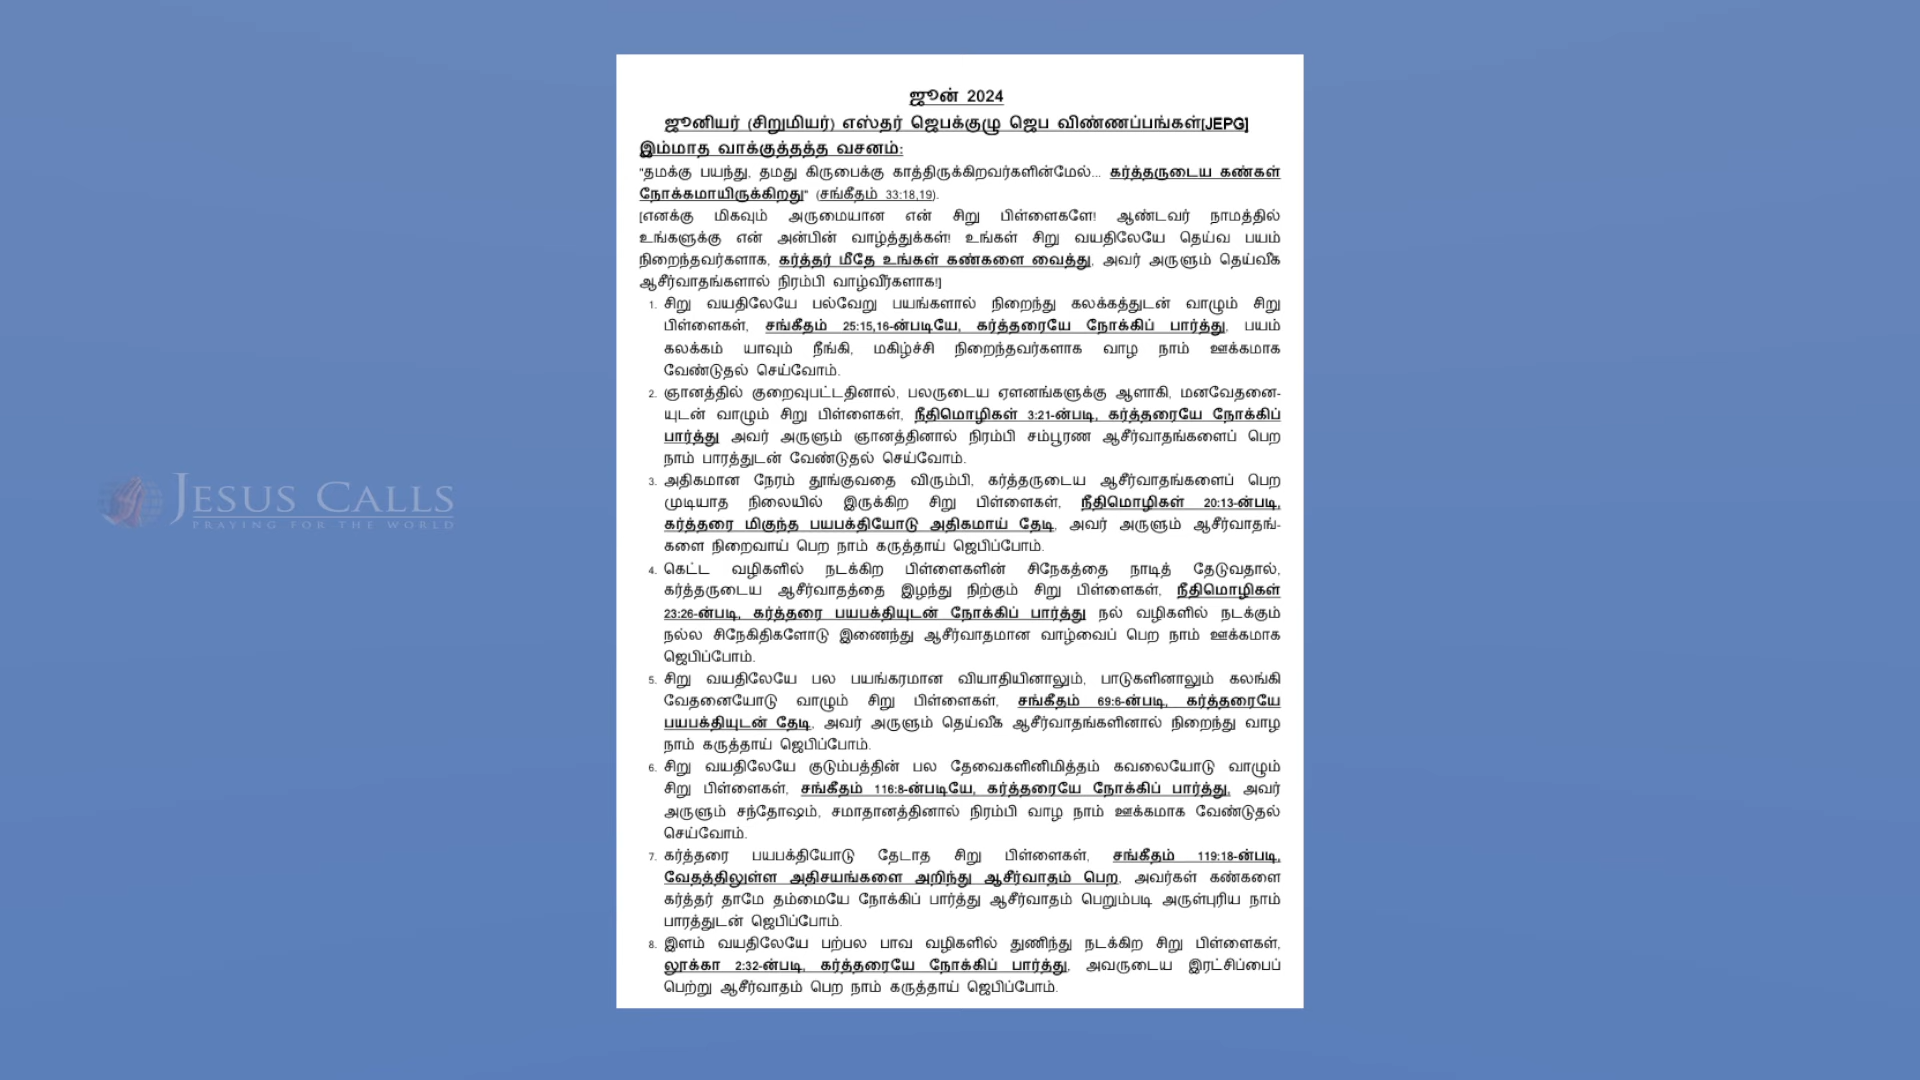 ஜூன் 2024
ஜூனியர் (சிறுமியர்) எஸ்தர் ஜெபக்குழு ஜெப விண்ணப்பங்கள்[JEPG]
இம்மாத வாக்குத்தத்த வசனம்:
"தமக்கு பயந்து, தமது கிருபைக்கு காத்திருக்கிறவர்களின்மேல்... கர்த்தருடைய கண்கள்
நோக்கமாயிருக்கிறது" (சங்கீதம் 33:18,19).
[எனக்கு மிகவும் அருமையான என் சிறு பிள்ளைகளே! ஆண்டவர் நாமத்தில்
உங்களுக்கு என் அன்பின் வாழ்த்துக்கள்! உங்கள் சிறு வயதிலேயே தெய்வ பயம்
நிறைந்தவர்களாக, கர்த்தர் மீதே உங்கள் கண்களை வைத்து, அவர் அருளும் தெய்வீக
ஆசீர்வாதங்களால் நிரம்பி வாழ்வீர்களாக!]
1. சிறு வயதிலேயே பல்வேறு பயங்களால் நிறைந்து கலக்கத்துடன் வாழும் சிறு
பிள்ளைகள், சங்கீதம் 25:15,16-ன்படியே, கர்த்தரையே நோக்கிப் பார்த்து, பயம்
கலக்கம் யாவும் நீங்கி, மகிழ்ச்சி நிறைந்தவர்களாக வாழ நாம் ஊக்கமாக
வேண்டுதல் செய்வோம்.
2. ஞானத்தில் குறைவுபட்டதினால், பலருடைய ஏளனங்களுக்கு ஆளாகி, மனவேதனை-
யுடன் வாழும் சிறு பிள்ளைகள், நீதிமொழிகள் 3:21-ன்படி, கர்த்தரையே நோக்கிப்
பார்த்து அவர் அருளும் ஞானத்தினால் நிரம்பி சம்பூரண ஆசீர்வாதங்களைப் பெற
நாம் பாரத்துடன் வேண்டுதல் செய்வோம்.
3. அதிகமான நேரம் தூங்குவதை விரும்பி, கர்த்தருடைய ஆசீர்வாதங்களைப் பெற
முடியாத நிலையில் இருக்கிற சிறு பிள்ளைகள், நீதிமொழிகள் 20:13-ன்படி,
கர்த்தரை மிகுந்த பயபக்தியோடு அதிகமாய் தேடி, அவர் அருளும் ஆசீர்வாதங்-
களை நிறைவாய் பெற நாம் கருத்தாய் ஜெபிப்போம்.
4. கெட்ட வழிகளில் நடக்கிற பிள்ளைகளின் சிநேகத்தை நாடித் தேடுவதால்,
கர்த்தருடைய ஆசீர்வாதத்தை இழந்து நிற்கும் சிறு பிள்ளைகள், நீதிமொழிகள்
23:26-ன்படி, கர்த்தரை பயபக்தியுடன் நோக்கிப் பார்த்து நல் வழிகளில் நடக்கும்
நல்ல சிநேகிதிகளோடு இணைந்து ஆசீர்வாதமான வாழ்வைப் பெற நாம் ஊக்கமாக
ஜெபிப்போம்.
5. சிறு வயதிலேயே பல பயங்கரமான வியாதியினாலும், பாடுகளினாலும் கலங்கி
வேதனையோடு வாழும் சிறு பிள்ளைகள், சங்கீதம் 69:6-ன்படி, கர்த்தரையே
பயபக்தியுடன் தேடி, அவர் அருளும் தெய்வீக ஆசீர்வாதங்களினால் நிறைந்து வாழ
நாம் கருத்தாய் ஜெபிப்போம்.
6. சிறு வயதிலேயே குடும்பத்தின் பல தேவைகளினிமித்தம் கவலையோடு வாழும்
சிறு பிள்ளைகள், சங்கீதம் 116:8-ன்படியே, கர்த்தரையே நோக்கிப் பார்த்து, அவர்
அருளும் சந்தோஷம், சமாதானத்தினால் நிரம்பி வாழ நாம் ஊக்கமாக வேண்டுதல்
செய்வோம்.
7. கர்த்தரை பயபக்தியோடு தேடாத சிறு பிள்ளைகள், சங்கீதம் 119:18-ன்படி,
வேதத்திலுள்ள அதிசயங்களை அறிந்து ஆசீர்வாதம் பெற, அவர்கள் கண்களை
கர்த்தர் தாமே தம்மையே நோக்கிப் பார்த்து ஆசீர்வாதம் பெறும்படி அருள்புரிய நாம்
பாரத்துடன் ஜெபிப்போம்.
8. இளம் வயதிலேயே பற்பல பாவ வழிகளில் துணிந்து நடக்கிற சிறு பிள்ளைகள்,
லூக்கா 2:32-ன்படி, கர்த்தரையே நோக்கிப் பார்த்து, அவருடைய இரட்சிப்பைப்
பெற்று ஆசீர்வாதம் பெற நாம் கருத்தாய் ஜெபிப்போம்.
JESUS CALLS
PRAYING FOR THE WORLD